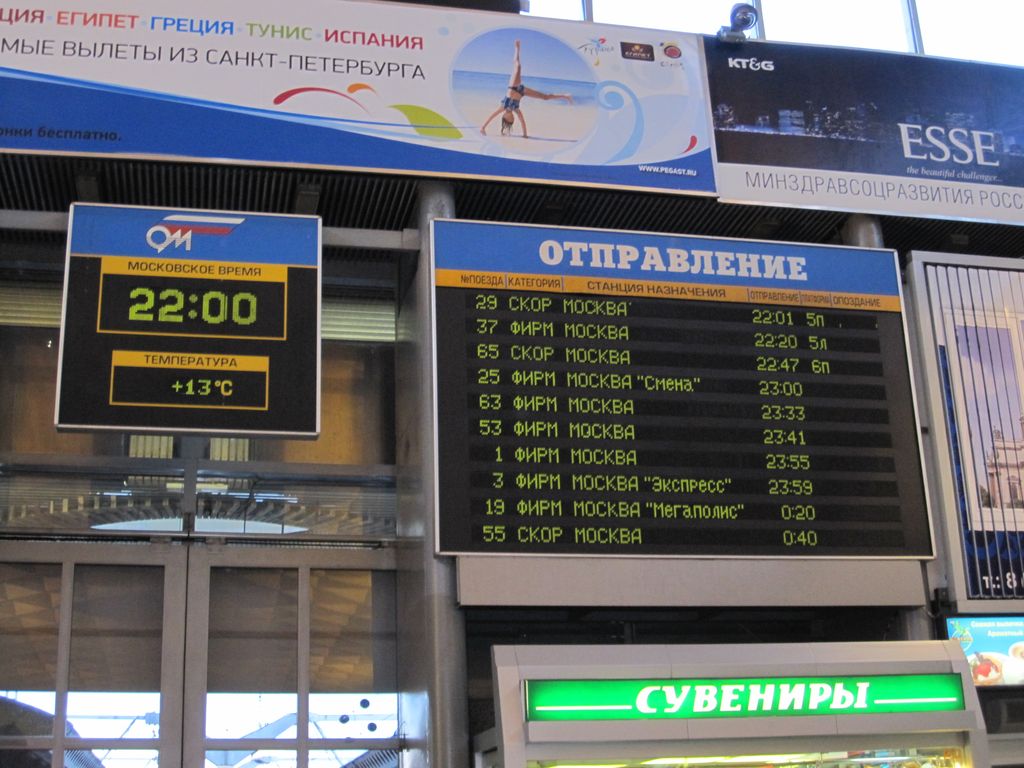 ЕГИПЕТ · ГРЕЦИЯ · ТУНИС · ИСПАНИЯ
ВЫЛЕТЫ ИЗ САНКТ-ПЕТЕРБУРГА
бесплатно.
WWW.PEGAST.RU
KT&G
ESSE
the beautiful challenger...
МИНЗДРАВСОЦРАЗВИТИЯ
МОСКОВСКОЕ ВРЕМЯ
22:00
ТЕМПЕРАТУРА
+13°C
ОТПРАВЛЕНИЕ
№ПОЕЗДА КАТЕГОРИЯ СТАНЦИЯ НАЗНАЧЕНИЯ ОТПРАВЛЕНИЕ ПЛАТФОРМА ОПОЗДАНИЕ
29 СКОР МОСКВА 22:01 5п
37 ФИРМ МОСКВА 22:20 5л
65 СКОР МОСКВА 22:47 6п
25 ФИРМ МОСКВА "Смена" 23:00
63 ФИРМ МОСКВА 23:33
53 ФИРМ МОСКВА 23:41
1 ФИРМ МОСКВА 23:55
3 ФИРМ МОСКВА "Экспресс" 23:59
19 ФИРМ МОСКВА "Мегаполис" 0:20
55 СКОР МОСКВА 0:40
т.: 8
СУВЕНИРЫ